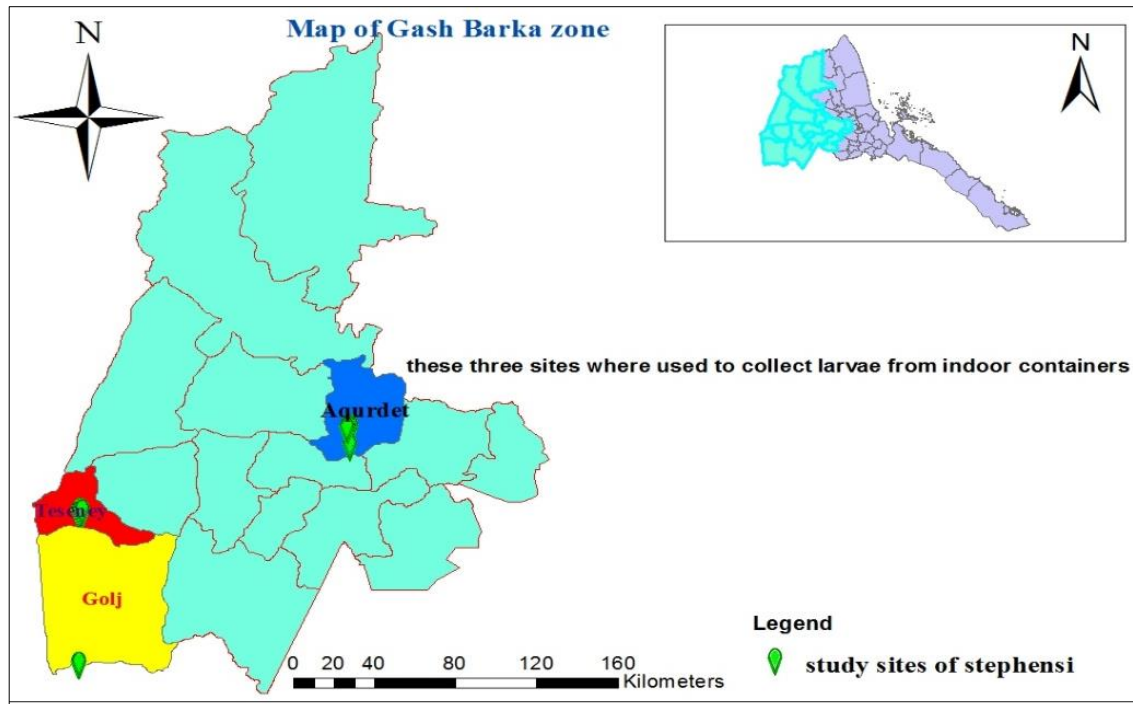 Map of Gash Barka zone
N
N
these three sites where used to collect larvae from indoor containers
Aqurdet
Teseney
Golj
Legend
study sites of stephensi
0 20 40 80 120 160
Kilometers